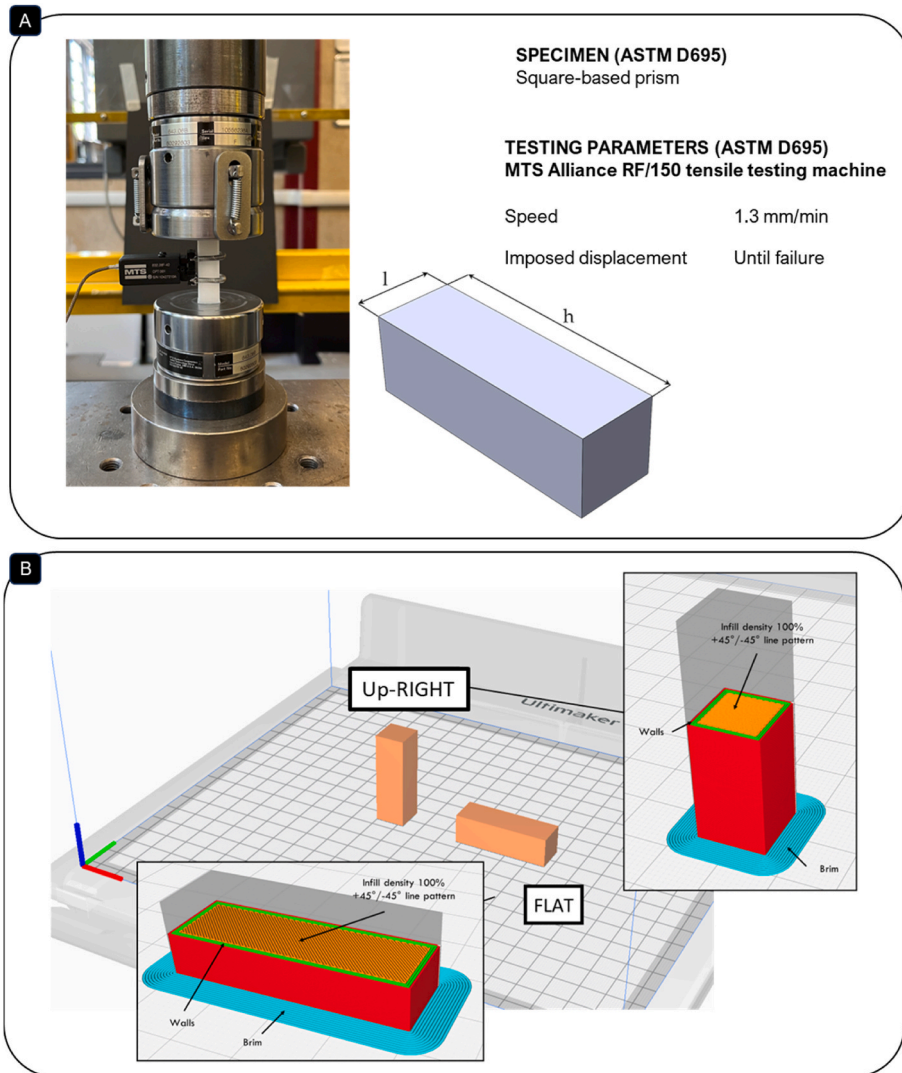 A
SPECIMEN (ASTM D695)
Square-based prism
TESTING PARAMETERS (ASTM D695)
MTS Alliance RF/150 tensile testing machine
Speed 1.3 mm/min
Imposed displacement Until failure
l
h
MTS
B
Infill density 100%
+45°/-45° line pattern
Up-RIGHT
Ultimaker
Walls
Brim
Infill density 100%
+45°/-45° line pattern
FLAT
Walls
Brim